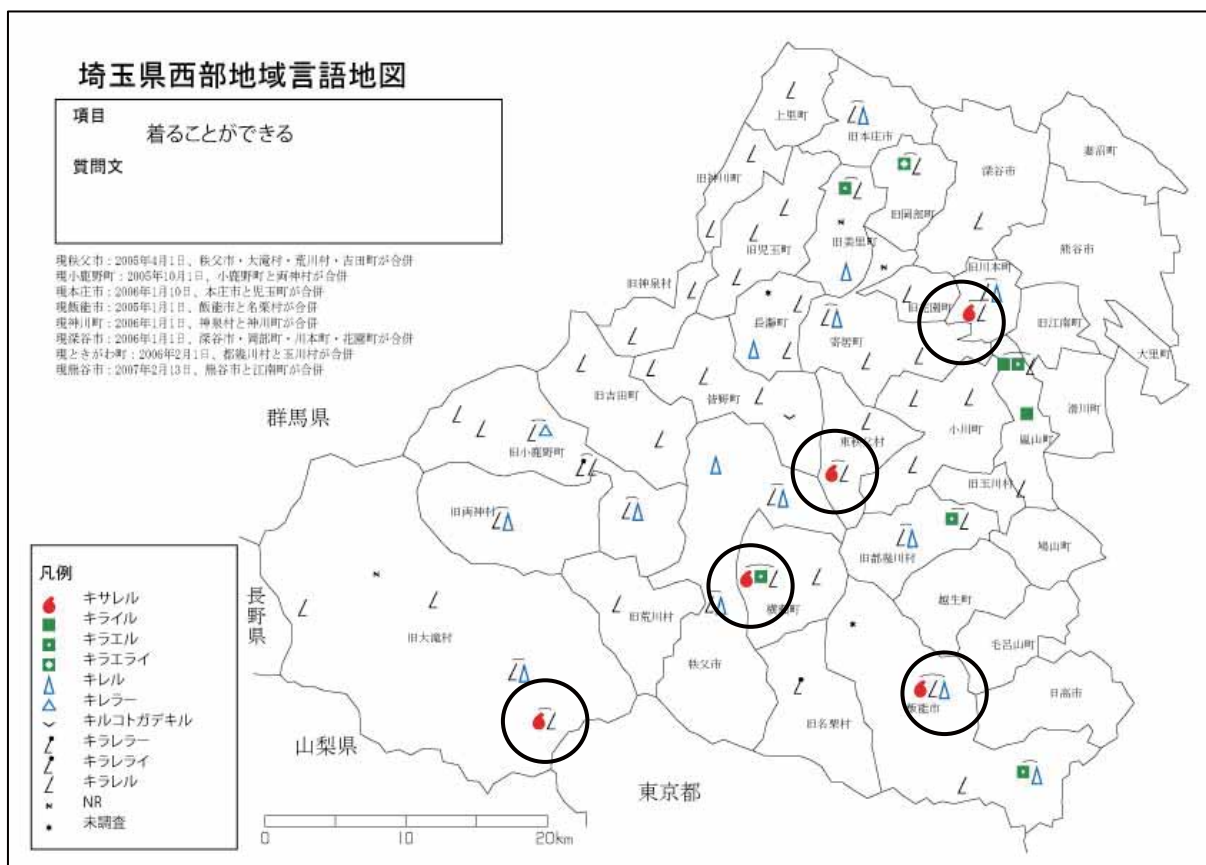 埼玉県西部地域言語地図
項目
着ることができる
質問文
現秩父市：2005年4月1日、秩父市・大滝村・荒川村・吉田町が合併
現小鹿野町：2005年10月1日、小鹿野町と両神村が合併
現本庄市：2006年1月10日、本庄市と児玉町が合併
現飯能市：2005年1月1日、飯能市と名栗村が合併
現神川町：2006年1月1日、神泉村と神川町が合併
現深谷市：2006年1月1日、深谷市・岡部町・川本町・花園町が合併
現ときがわ町：2006年2月1日、都幾川村と玉川村が合併
現熊谷市：2007年2月13日、熊谷市と江南町が合併
上里町
旧本庄市
妻沼町
深谷市
旧神川町
旧岡部町
旧美里町
旧児玉町
熊谷市
旧川本町
旧神泉村
旧花園町
長瀞町
寄居町
旧江南町
大里町
旧吉田町
皆野町
滑川町
群馬県
小川町
嵐山町
東秩父村
旧小鹿野町
旧玉川村
旧両神村
旧都幾川村
鳩山町
越生町
横瀬町
旧荒川村
旧大滝村
毛呂山町
秩父市
長野県
日高市
飯能市
旧名栗村
山梨県
東京都
凡例
キサレル
キライル
キラエル
キラエライ
キレル
キレラー
キルコトガデキル
キラレラー
キラレライ
キラレル
NR
未調査
0 10 20km